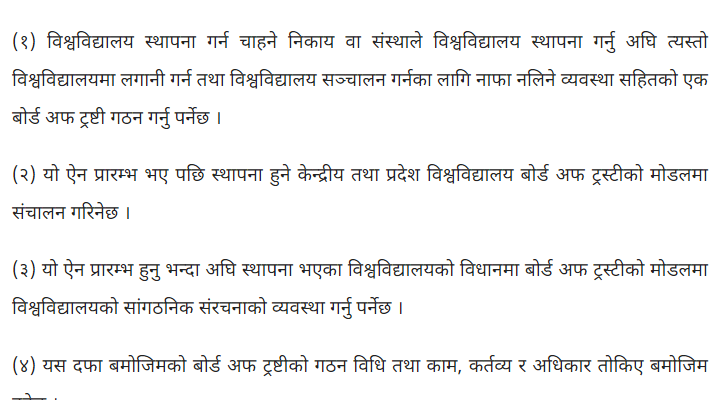 (१) विश्वविद्यालय स्थापना गर्न चाहने निकाय वा संस्थाले विश्वविद्यालय स्थापना गर्नु अघि त्यस्तो
विश्वविद्यालयमा लगानी गर्न तथा विश्वविद्यालय सञ्चालन गर्नका लागि नाफा नलिने व्यवस्था सहितको एक
बोर्ड अफ ट्रष्टी गठन गर्नु पर्नेछ ।
(२) यो ऐन प्रारम्भ भए पछि स्थापना हुने केन्द्रीय तथा प्रदेश विश्वविद्यालय बोर्ड अफ ट्रस्टीको मोडलमा
संचालन गरिनेछ ।
(३) यो ऐन प्रारम्भ हुनु भन्दा अघि स्थापना भएका विश्वविद्यालयको विधानमा बोर्ड अफ ट्रस्टीको मोडलमा
विश्वविद्यालयको सांगठनिक संरचनाको व्यवस्था गर्नु पर्नेछ ।
(४) यस दफा बमोजिमको बोर्ड अफ ट्रष्टीको गठन विधि तथा काम, कर्तव्य र अधिकार तोकिए बमोजिम